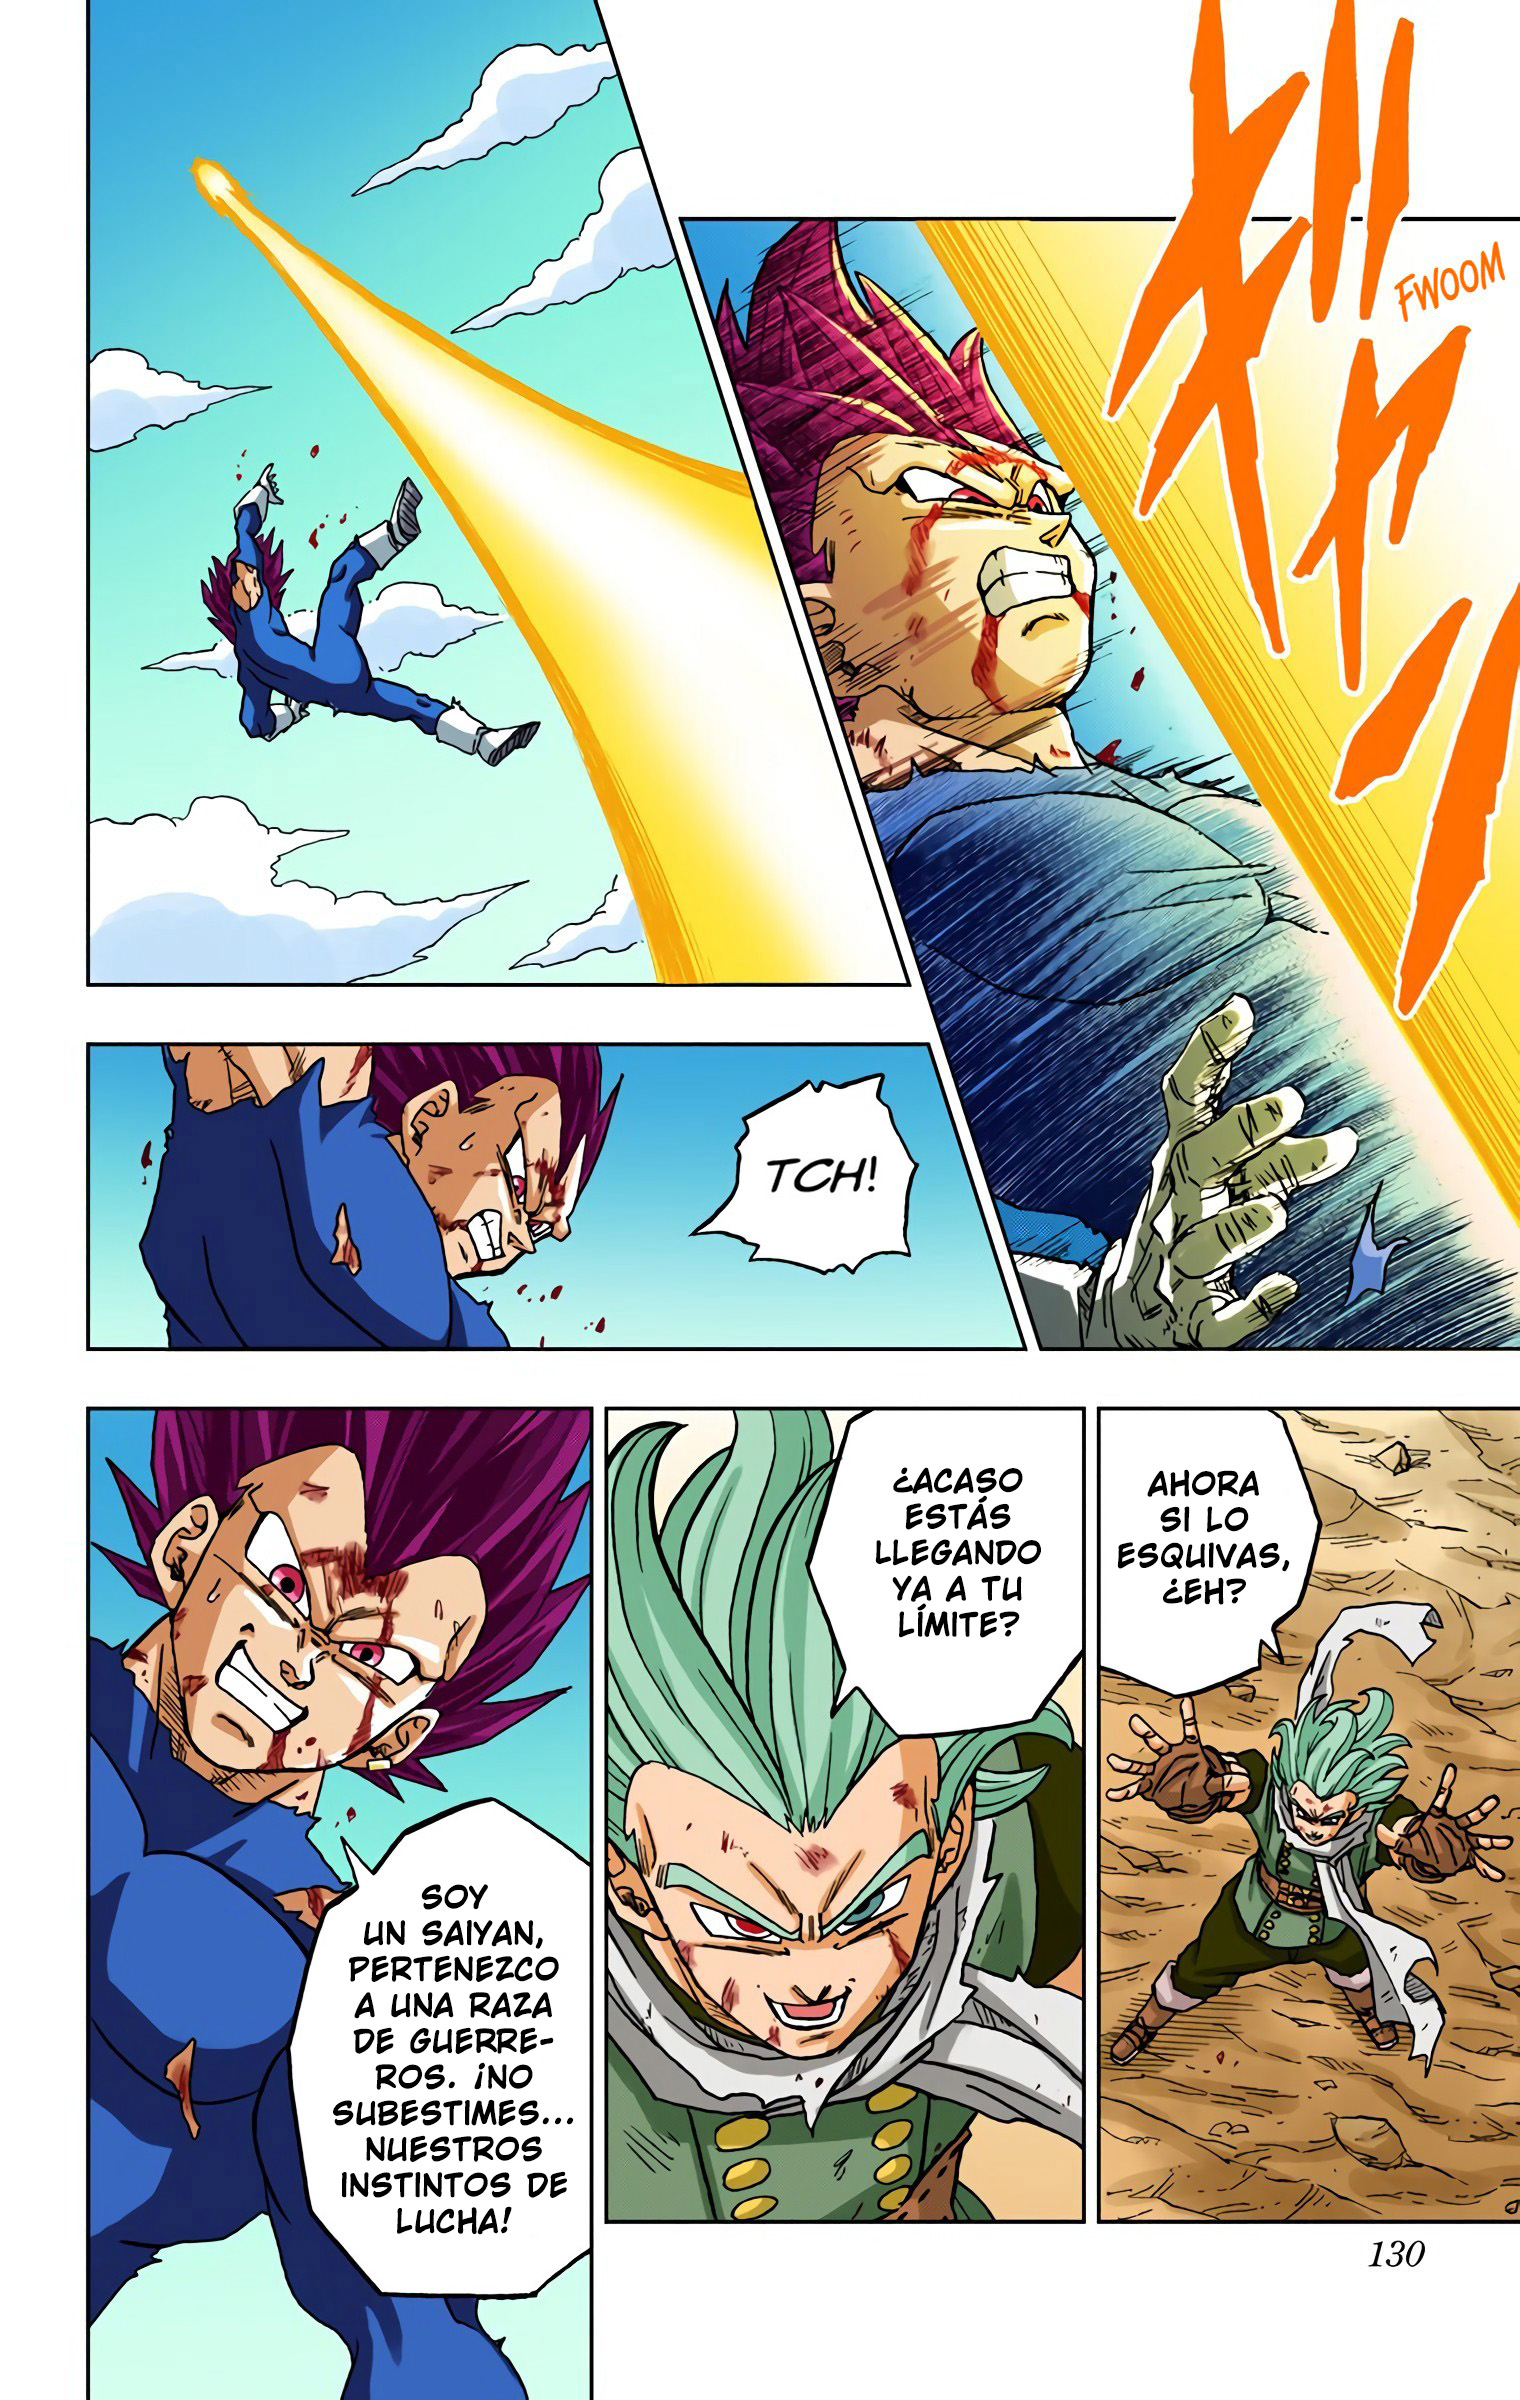 FWOOM
TCH!
AHORA
SI LO
ESQUIVAS,
¿EH?
¿ACASO
ESTÁS
LLEGANDO
YA A TU
LÍMITE?
SOY
UN SAIYAN,
PERTENEZCO
A UNA RAZA
DE GUERRE-
ROS. ¡NO
SUBESTIMES...
NUESTROS
INSTINTOS DE
LUCHA!
130